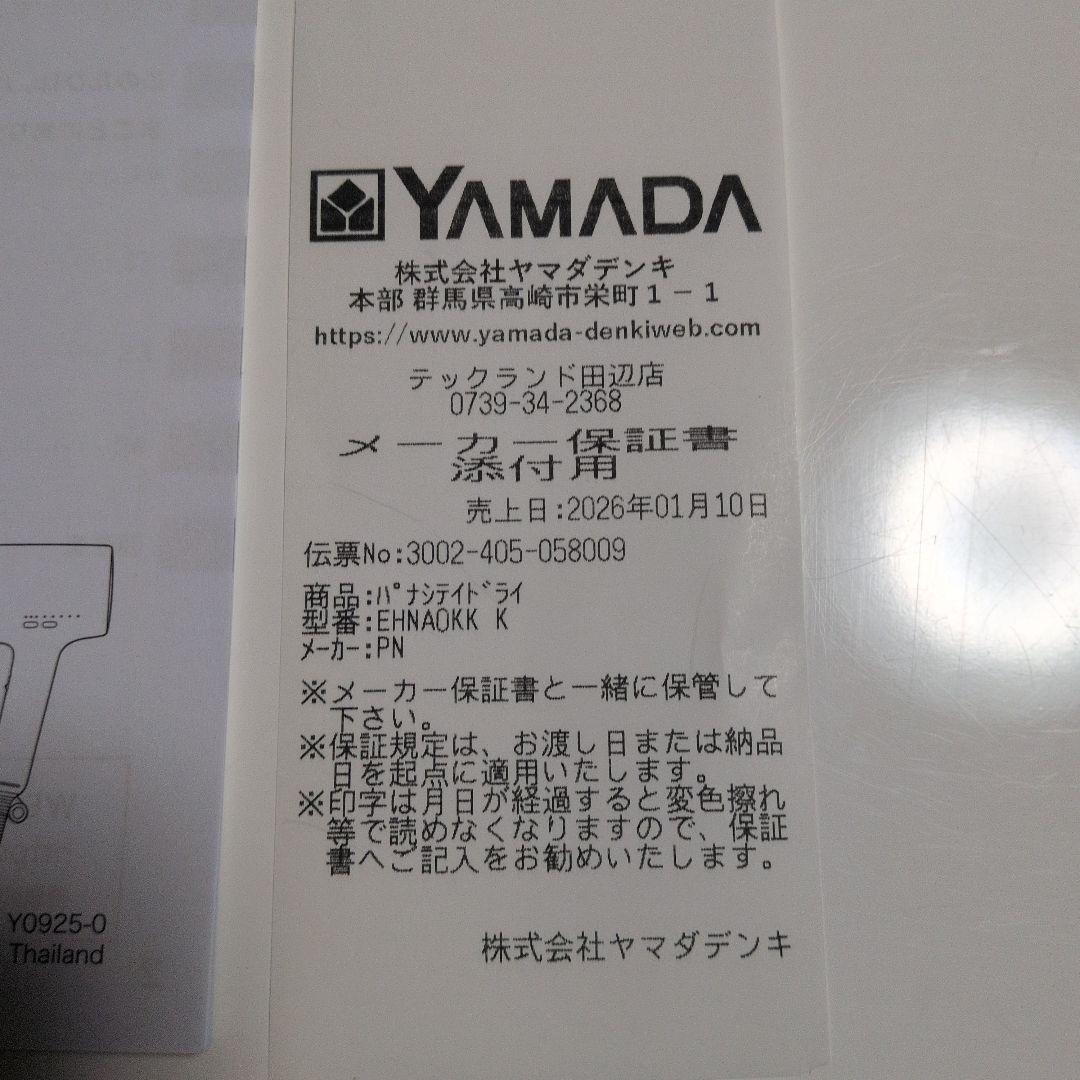 YAMADA
株式会社ヤマダデンキ
本部 群馬県高崎市栄町１－１
https://www.yamada-denkiweb.com
テックランド田辺店
0739-34-2368
メーカー保証書
添付用
売上日:2026年01月10日
伝票No:3002-405-058009
商品:ﾊﾟﾅｼﾃｲﾄﾞﾗｲ
型番:EHNA0KK K
ﾒｰｶｰ:PN
※メーカー保証書と一緒に保管して
下さい。
※保証規定は、お渡し日または納品
日を起点に適用いたします。
※印字は月日が経過すると変色擦れ
等で読めなくなりますので、保証
書へご記入をお勧めいたします。
株式会社ヤマダデンキ
Y0925-0
Thailand